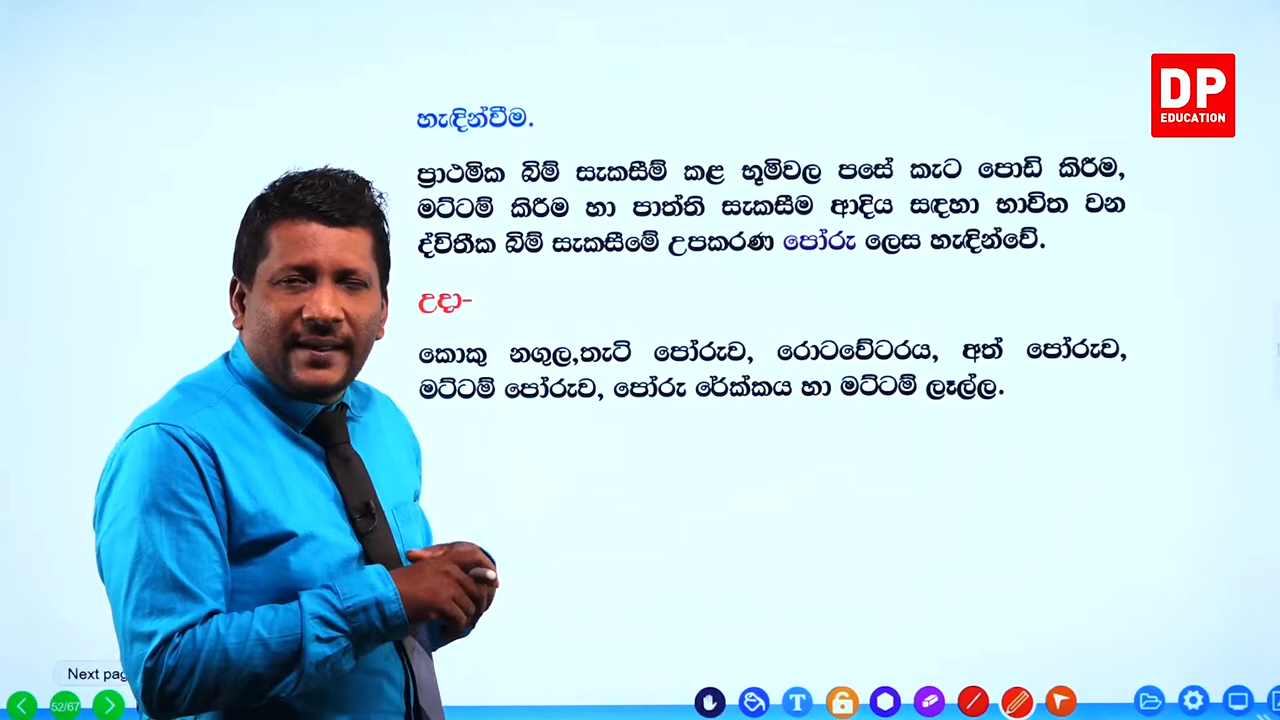 DP
EDUCATION
හැඳින්වීම.
ප්‍රාථමික බිම් සැකසීම් කළ භූමිවල පසේ කැට පොඩි කිරීම,
මට්ටම් කිරීම හා පාත්ති සැකසීම ආදිය සඳහා භාවිත වන
ද්විතීක බිම් සැකසීමේ උපකරණ පෝරු ලෙස හැඳින්වේ.
උදා-
කොකු නගුල,තැටි පෝරුව, රොටවේටරය, අත් පෝරුව,
මට්ටම් පෝරුව, පෝරු රේක්කය හා මට්ටම් ලෑල්ල.
Next pag
52/67
T